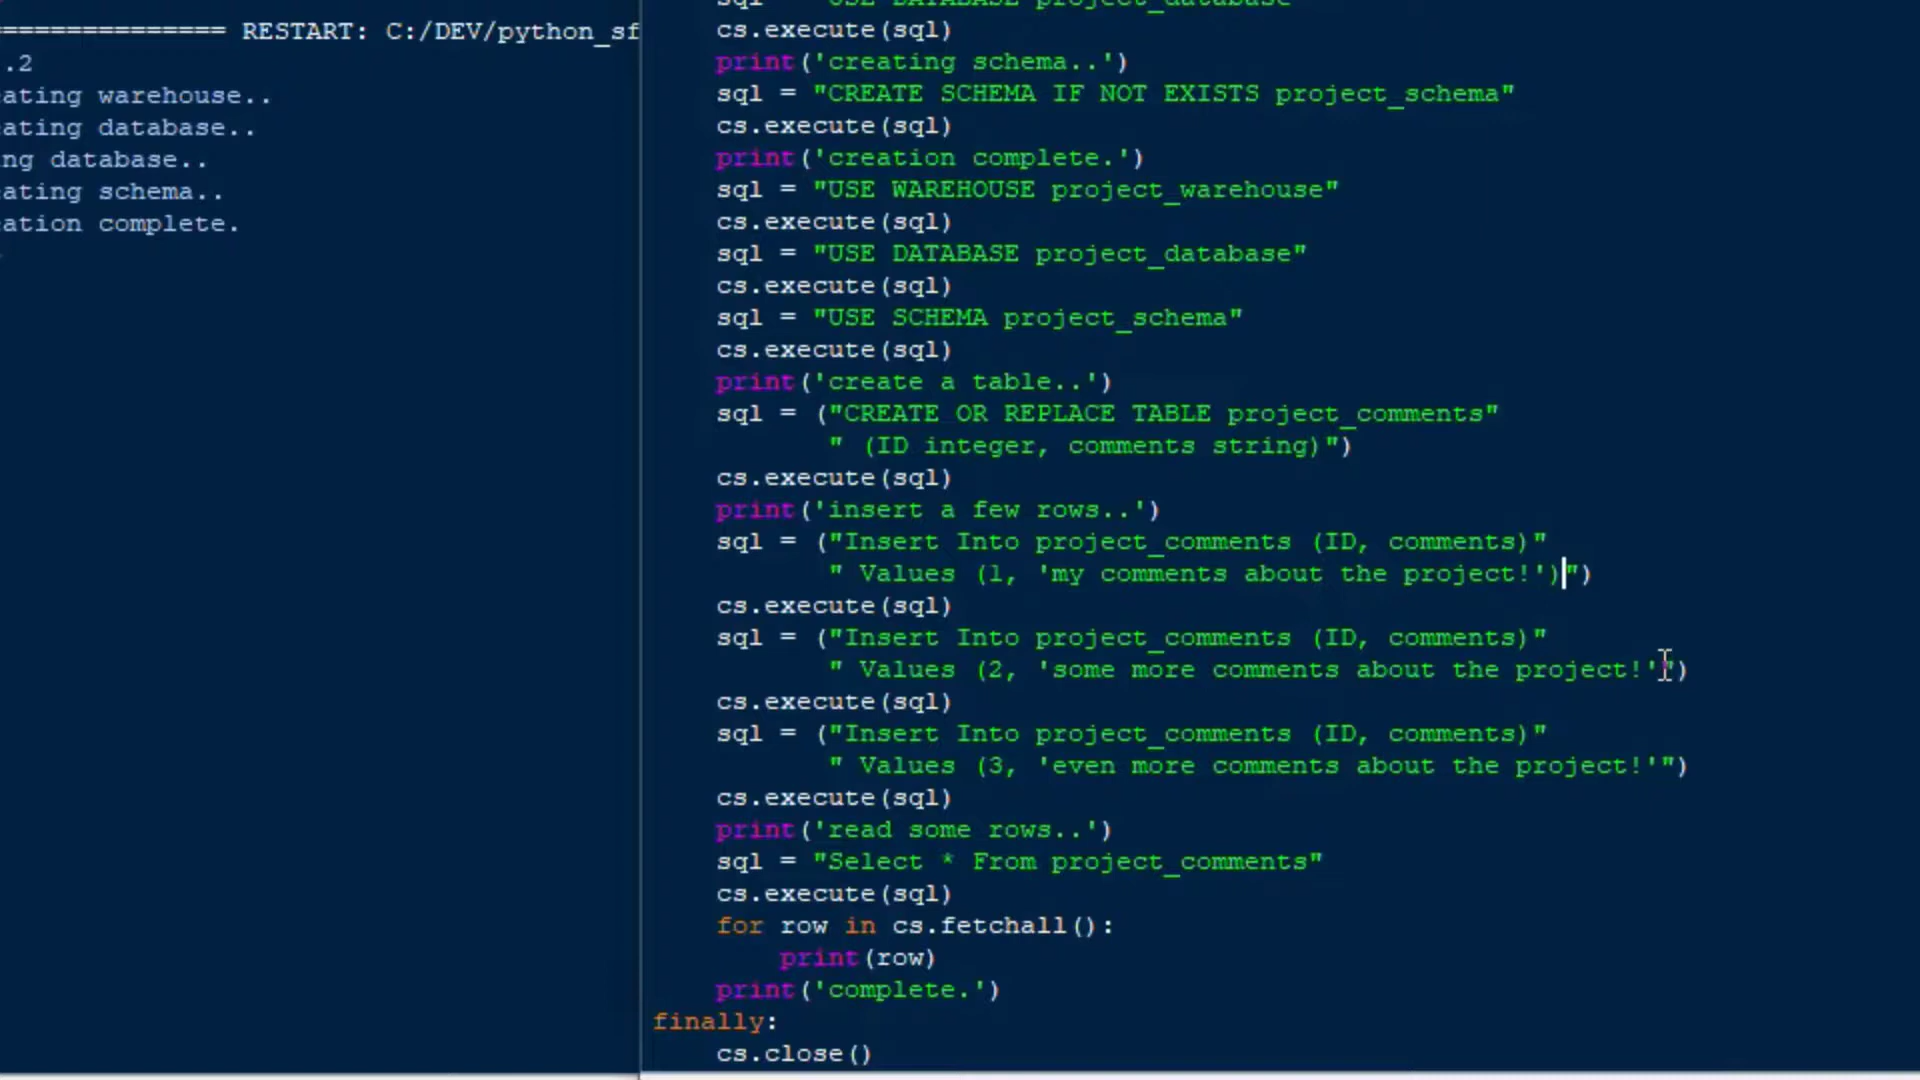 ============== RESTART: C:/DEV/python_sf
.2
ating warehouse..
ating database..
ng database..
ating schema..
ation complete.
sql = "USE DATABASE project_database"
cs.execute(sql)
print('creating schema..')
sql = "CREATE SCHEMA IF NOT EXISTS project_schema"
cs.execute(sql)
print('creation complete.')
sql = "USE WAREHOUSE project_warehouse"
cs.execute(sql)
sql = "USE DATABASE project_database"
cs.execute(sql)
sql = "USE SCHEMA project_schema"
cs.execute(sql)
print('create a table..')
sql = ("CREATE OR REPLACE TABLE project_comments"
" (ID integer, comments string)")
cs.execute(sql)
print('insert a few rows..')
sql = ("Insert Into project_comments (ID, comments)"
" Values (1, 'my comments about the project!')")
cs.execute(sql)
sql = ("Insert Into project_comments (ID, comments)"
" Values (2, 'some more comments about the project!'")
cs.execute(sql)
sql = ("Insert Into project_comments (ID, comments)"
" Values (3, 'even more comments about the project!'")
cs.execute(sql)
print('read some rows..')
sql = "Select * From project_comments"
cs.execute(sql)
for row in cs.fetchall():
print(row)
print('complete.')
finally:
cs.close()